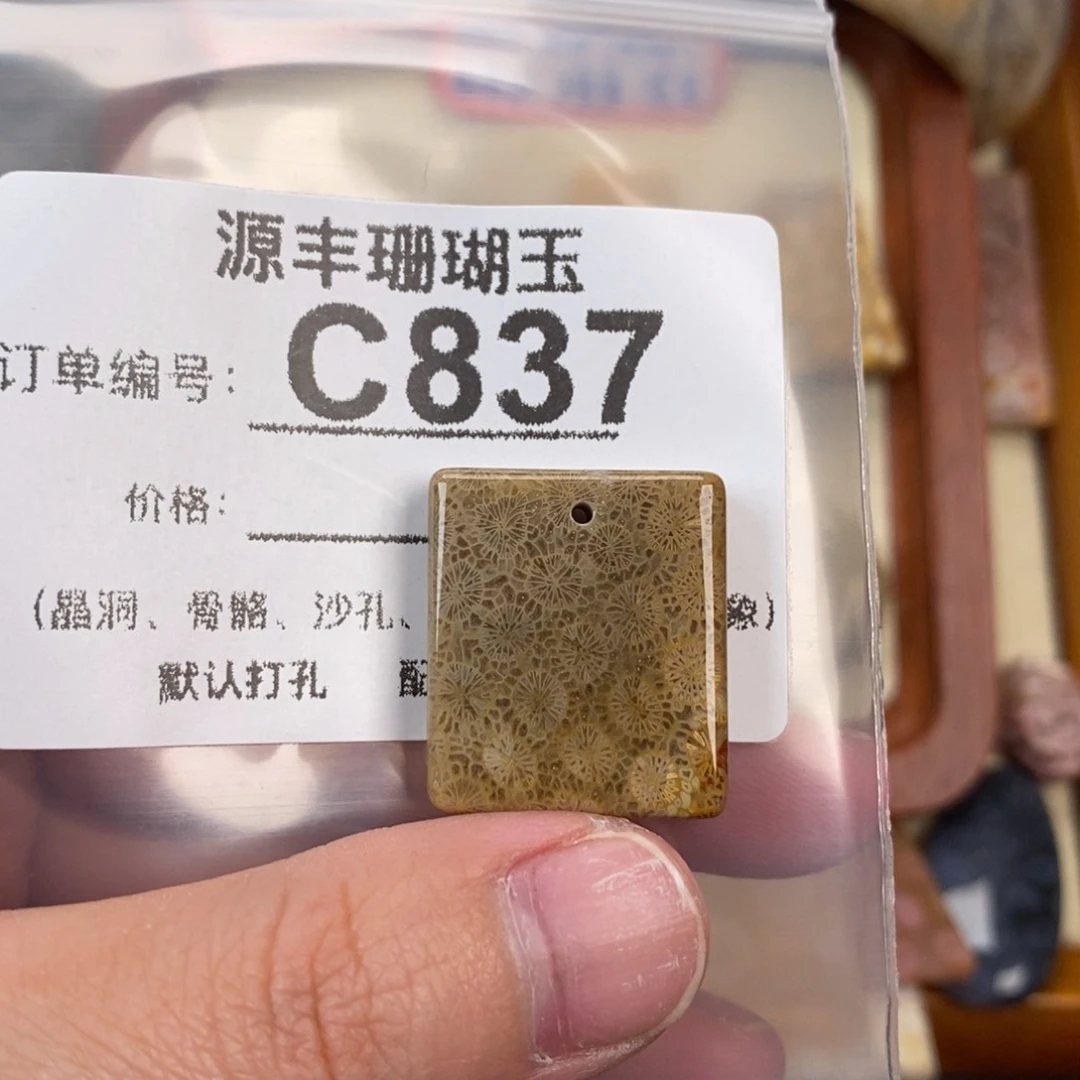 源丰珊瑚玉
订单编号: C837
价格:
(晶洞、骨骼、沙孔、
默认打孔 配